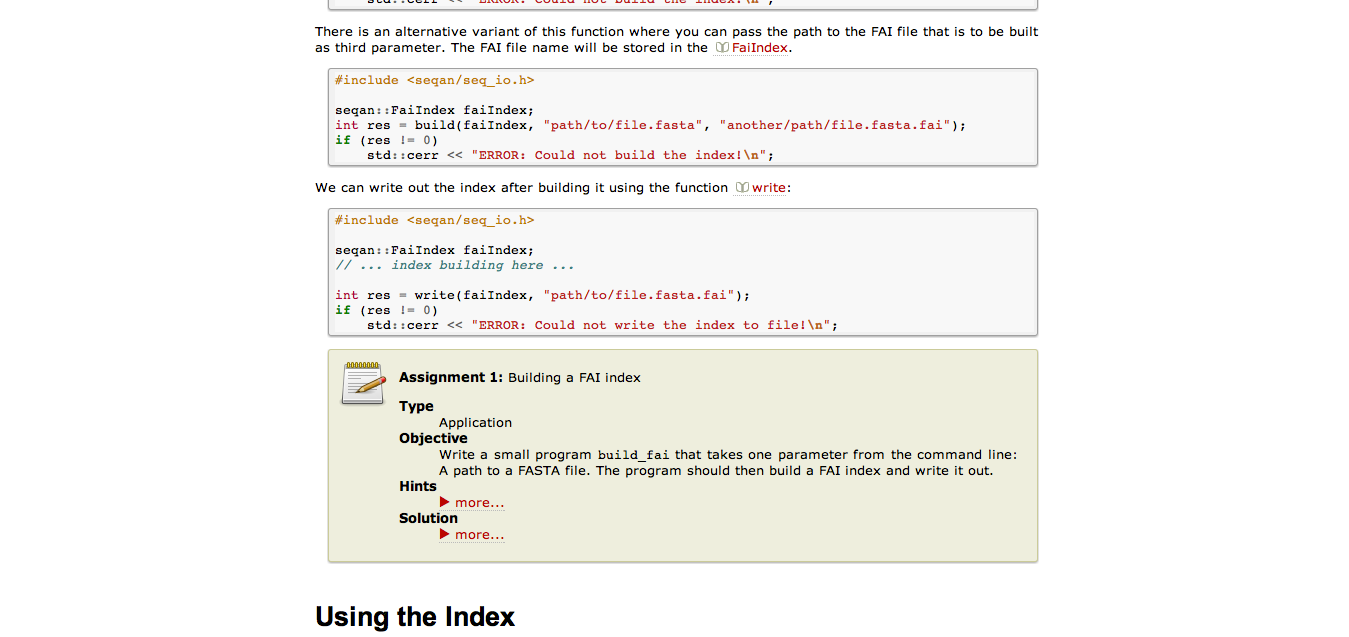 std::cerr << "ERROR: Could not build the index!\n";
There is an alternative variant of this function where you can pass the path to the FAI file that is to be built
as third parameter. The FAI file name will be stored in the FaiIndex.
#include <seqan/seq_io.h>
seqan::FaiIndex faiIndex;
int res = build(faiIndex, "path/to/file.fasta", "another/path/file.fasta.fai");
if (res != 0)
std::cerr << "ERROR: Could not build the index!\n";
We can write out the index after building it using the function write:
#include <seqan/seq_io.h>
seqan::FaiIndex faiIndex;
// ... index building here ...
int res = write(faiIndex, "path/to/file.fasta.fai");
if (res != 0)
std::cerr << "ERROR: Could not write the index to file!\n";
Assignment 1: Building a FAI index
Type
Application
Objective
Write a small program build_fai that takes one parameter from the command line:
A path to a FASTA file. The program should then build a FAI index and write it out.
Hints
more...
Solution
more...
Using the Index